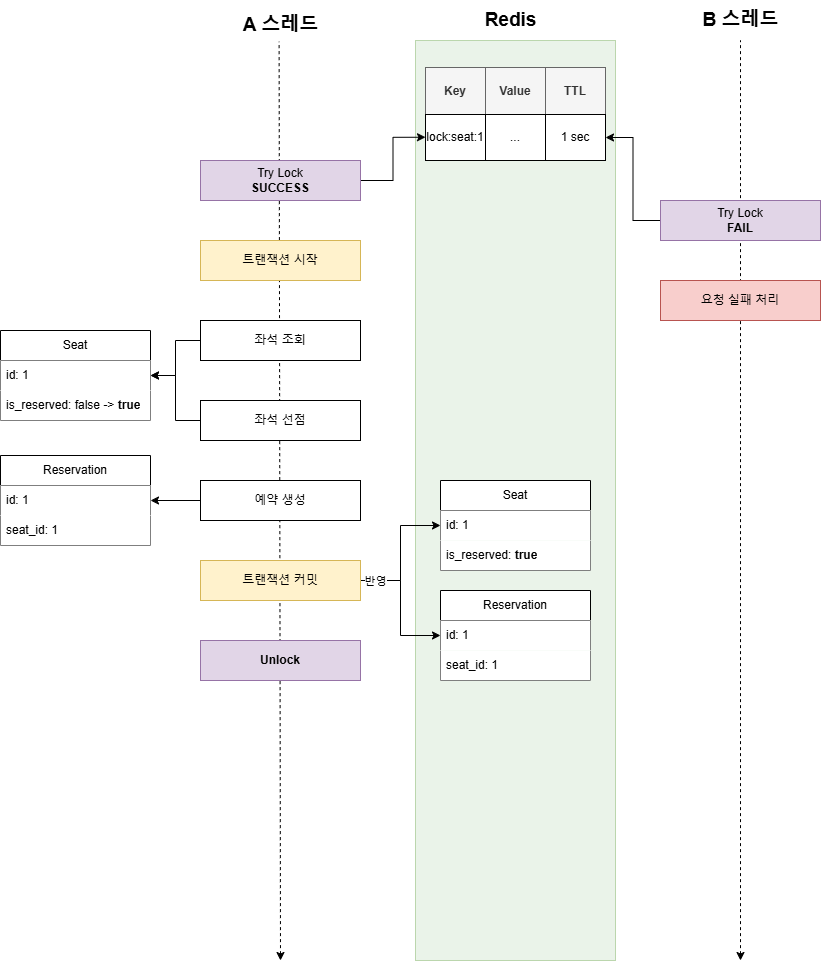 A 스레드
Redis
B 스레드
Key
Value
TTL
lock:seat:1
...
1 sec
Try Lock
SUCCESS
Try Lock
FAIL
트랜잭션 시작
요청 실패 처리
좌석 조회
Seat
id: 1
is_reserved: false -> true
좌석 선점
Reservation
id: 1
seat_id: 1
예약 생성
Seat
id: 1
is_reserved: true
트랜잭션 커밋
반영
Reservation
id: 1
seat_id: 1
Unlock